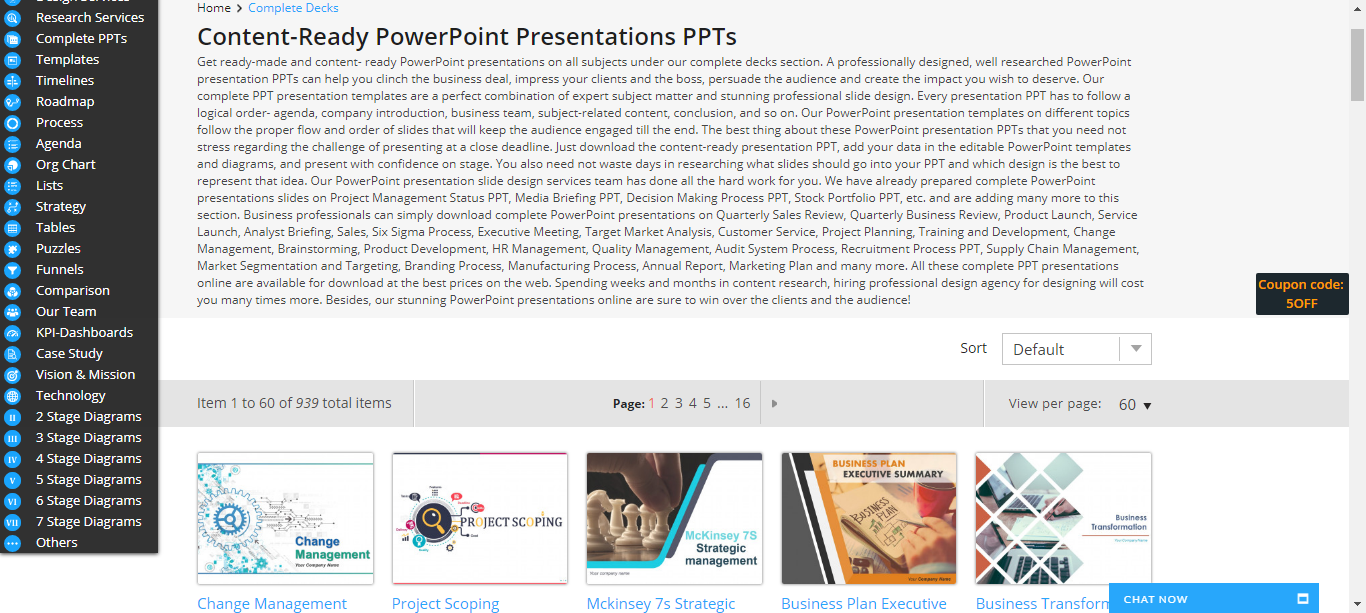 Design Services
Research Services
Complete PPTs
Templates
Timelines
Roadmap
Process
Agenda
Org Chart
Lists
Strategy
Tables
Puzzles
Funnels
Comparison
Our Team
KPI-Dashboards
Case Study
Vision & Mission
Technology
II 2 Stage Diagrams
III 3 Stage Diagrams
IV 4 Stage Diagrams
V 5 Stage Diagrams
VI 6 Stage Diagrams
VII 7 Stage Diagrams
Others
Home > Complete Decks
Content-Ready PowerPoint Presentations PPTs
Get ready-made and content- ready PowerPoint presentations on all subjects under our complete decks section. A professionally designed, well researched PowerPoint
presentation PPTs can help you clinch the business deal, impress your clients and the boss, persuade the audience and create the impact you wish to deserve. Our
complete PPT presentation templates are a perfect combination of expert subject matter and stunning professional slide design. Every presentation PPT has to follow a
logical order- agenda, company introduction, business team, subject-related content, conclusion, and so on. Our PowerPoint presentation templates on different topics
follow the proper flow and order of slides that will keep the audience engaged till the end. The best thing about these PowerPoint presentation PPTs that you need not
stress regarding the challenge of presenting at a close deadline. Just download the content-ready presentation PPT, add your data in the editable PowerPoint templates
and diagrams, and present with confidence on stage. You also need not waste days in researching what slides should go into your PPT and which design is the best to
represent that idea. Our PowerPoint presentation slide design services team has done all the hard work for you. We have already prepared complete PowerPoint
presentations slides on Project Management Status PPT, Media Briefing PPT, Decision Making Process PPT, Stock Portfolio PPT, etc. and are adding many more to this
section. Business professionals can simply download complete PowerPoint presentations on Quarterly Sales Review, Quarterly Business Review, Product Launch, Service
Launch, Analyst Briefing, Sales, Six Sigma Process, Executive Meeting, Target Market Analysis, Customer Service, Project Planning, Training and Development, Change
Management, Brainstorming, Product Development, HR Management, Quality Management, Audit System Process, Recruitment Process PPT, Supply Chain Management,
Market Segmentation and Targeting, Branding Process, Manufacturing Process, Annual Report, Marketing Plan and many more. All these complete PPT presentations
online are available for download at the best prices on the web. Spending weeks and months in content research, hiring professional design agency for designing will cost
you many times more. Besides, our stunning PowerPoint presentations online are sure to win over the clients and the audience!
Coupon code:
5OFF
Sort Default
Item 1 to 60 of 939 total items
Page: 1 2 3 4 5 ... 16
View per page: 60
Change
Management
Your Company Name
PROJECT SCOPING
McKinsey 7S
Strategic
management
Your company name
BUSINESS PLAN
EXECUTIVE SUMMARY
BUSINESS
PLAN
Your Company Name
Business
Transformation
Your Company Name
Change Management
Project Scoping
Mckinsey 7s Strategic
Business Plan Executive
Business Transform
CHAT NOW